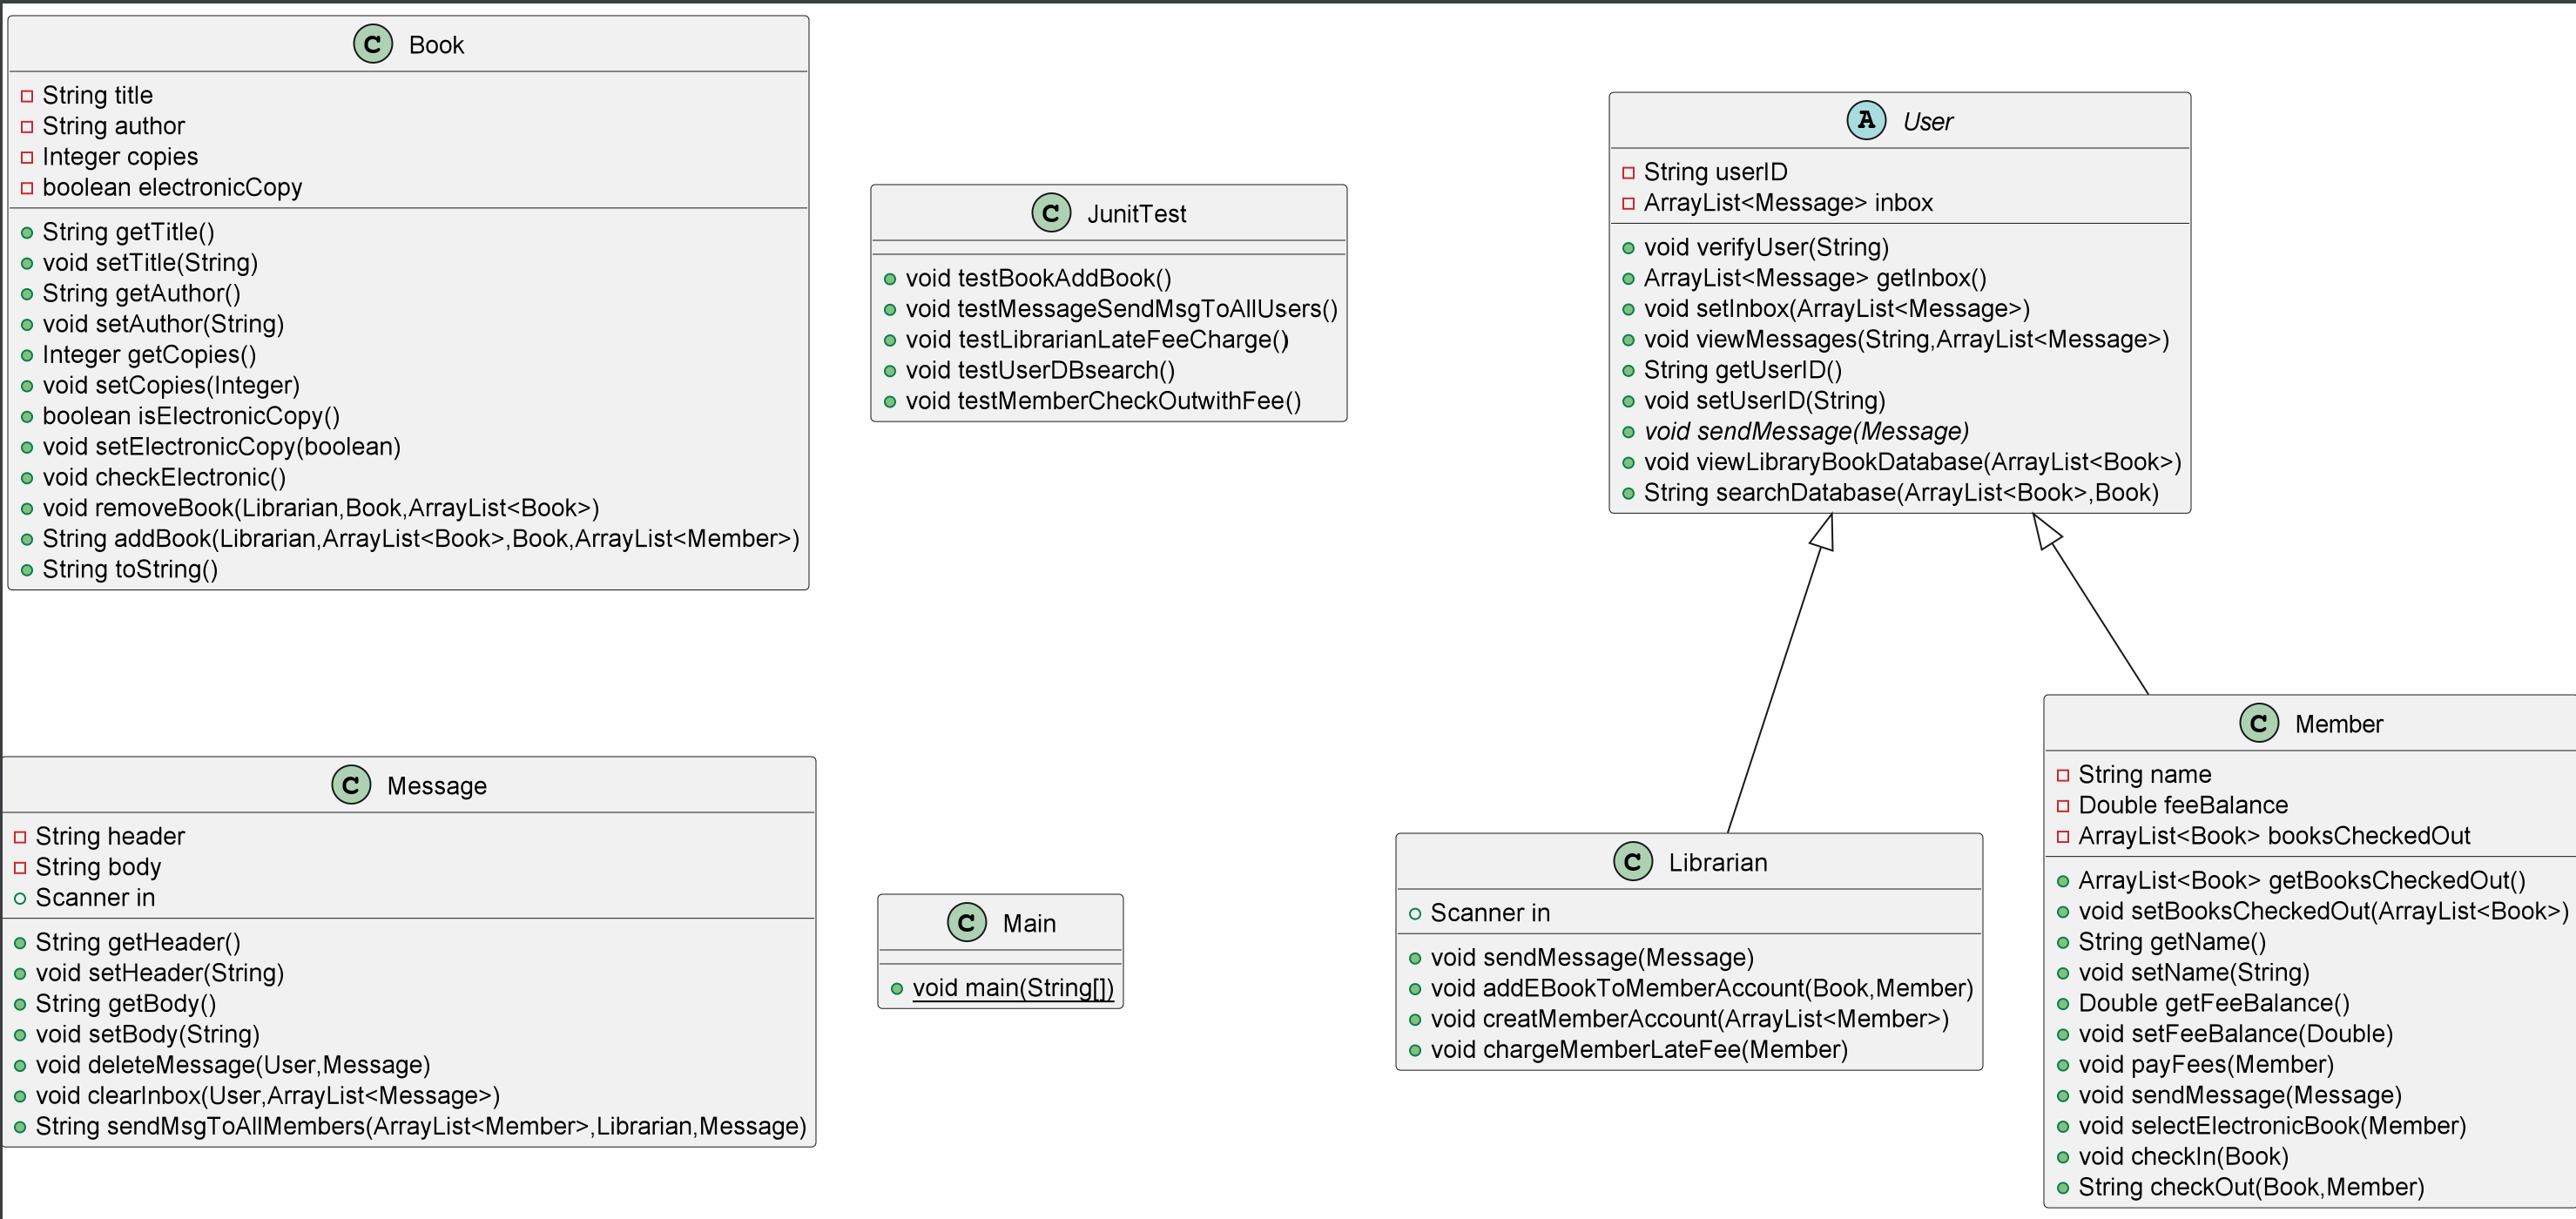 C Book
String title
String author
Integer copies
boolean electronicCopy
String getTitle()
void setTitle(String)
String getAuthor()
void setAuthor(String)
Integer getCopies()
void setCopies(Integer)
boolean isElectronicCopy()
void setElectronicCopy(boolean)
void checkElectronic()
void removeBook(Librarian,Book,ArrayList<Book>)
String addBook(Librarian,ArrayList<Book>,Book,ArrayList<Member>)
String toString()
C JunitTest
void testBookAddBook()
void testMessageSendMsgToAllUsers()
void testLibrarianLateFeeCharge()
void testUserDBsearch()
void testMemberCheckOutwithFee()
A User
String userID
ArrayList<Message> inbox
void verifyUser(String)
ArrayList<Message> getInbox()
void setInbox(ArrayList<Message>)
void viewMessages(String,ArrayList<Message>)
String getUserID()
void setUserID(String)
void sendMessage(Message)
void viewLibraryBookDatabase(ArrayList<Book>)
String searchDatabase(ArrayList<Book>,Book)
C Message
String header
String body
Scanner in
String getHeader()
void setHeader(String)
String getBody()
void setBody(String)
void deleteMessage(User,Message)
void clearInbox(User,ArrayList<Message>)
String sendMsgToAllMembers(ArrayList<Member>,Librarian,Message)
C Main
void main(String[])
C Librarian
Scanner in
void sendMessage(Message)
void addEBookToMemberAccount(Book,Member)
void creatMemberAccount(ArrayList<Member>)
void chargeMemberLateFee(Member)
C Member
String name
Double feeBalance
ArrayList<Book> booksCheckedOut
ArrayList<Book> getBooksCheckedOut()
void setBooksCheckedOut(ArrayList<Book>)
String getName()
void setName(String)
Double getFeeBalance()
void setFeeBalance(Double)
void payFees(Member)
void sendMessage(Message)
void selectElectronicBook(Member)
void checkIn(Book)
String checkOut(Book,Member)